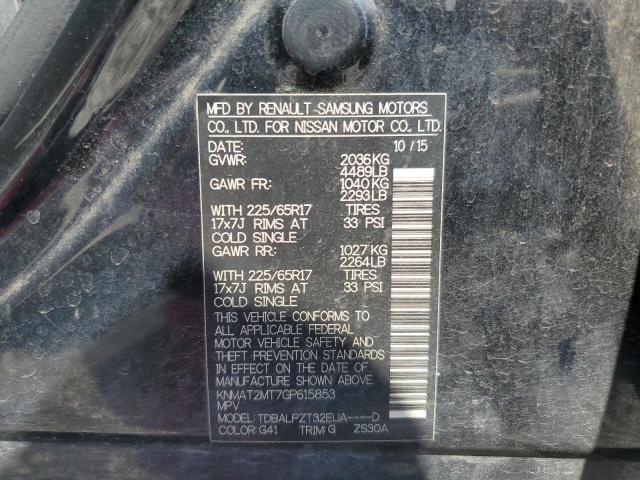 MFD BY RENAULT-SAMSUNG MOTORS
CO., LTD. FOR NISSAN MOTOR CO., LTD.
DATE: 10/15
GVWR: 2036KG
4489LB
GAWR FR: 1040KG
2293LB
WITH 225/65R17 TIRES
17x7J RIMS AT 33 PSI
COLD SINGLE
GAWR RR: 1027KG
2264LB
WITH 225/65R17 TIRES
17x7J RIMS AT 33 PSI
COLD SINGLE
THIS VEHICLE CONFORMS TO
ALL APPLICABLE FEDERAL
MOTOR VEHICLE SAFETY AND
THEFT PREVENTION STANDARDS
IN EFFECT ON THE DATE OF
MANUFACTURE SHOWN ABOVE.
KNMAT2MT7GP615853
MPV
MODEL: TDBALPZT32EUA----D
COLOR: G41 TRIM: G ZS30A